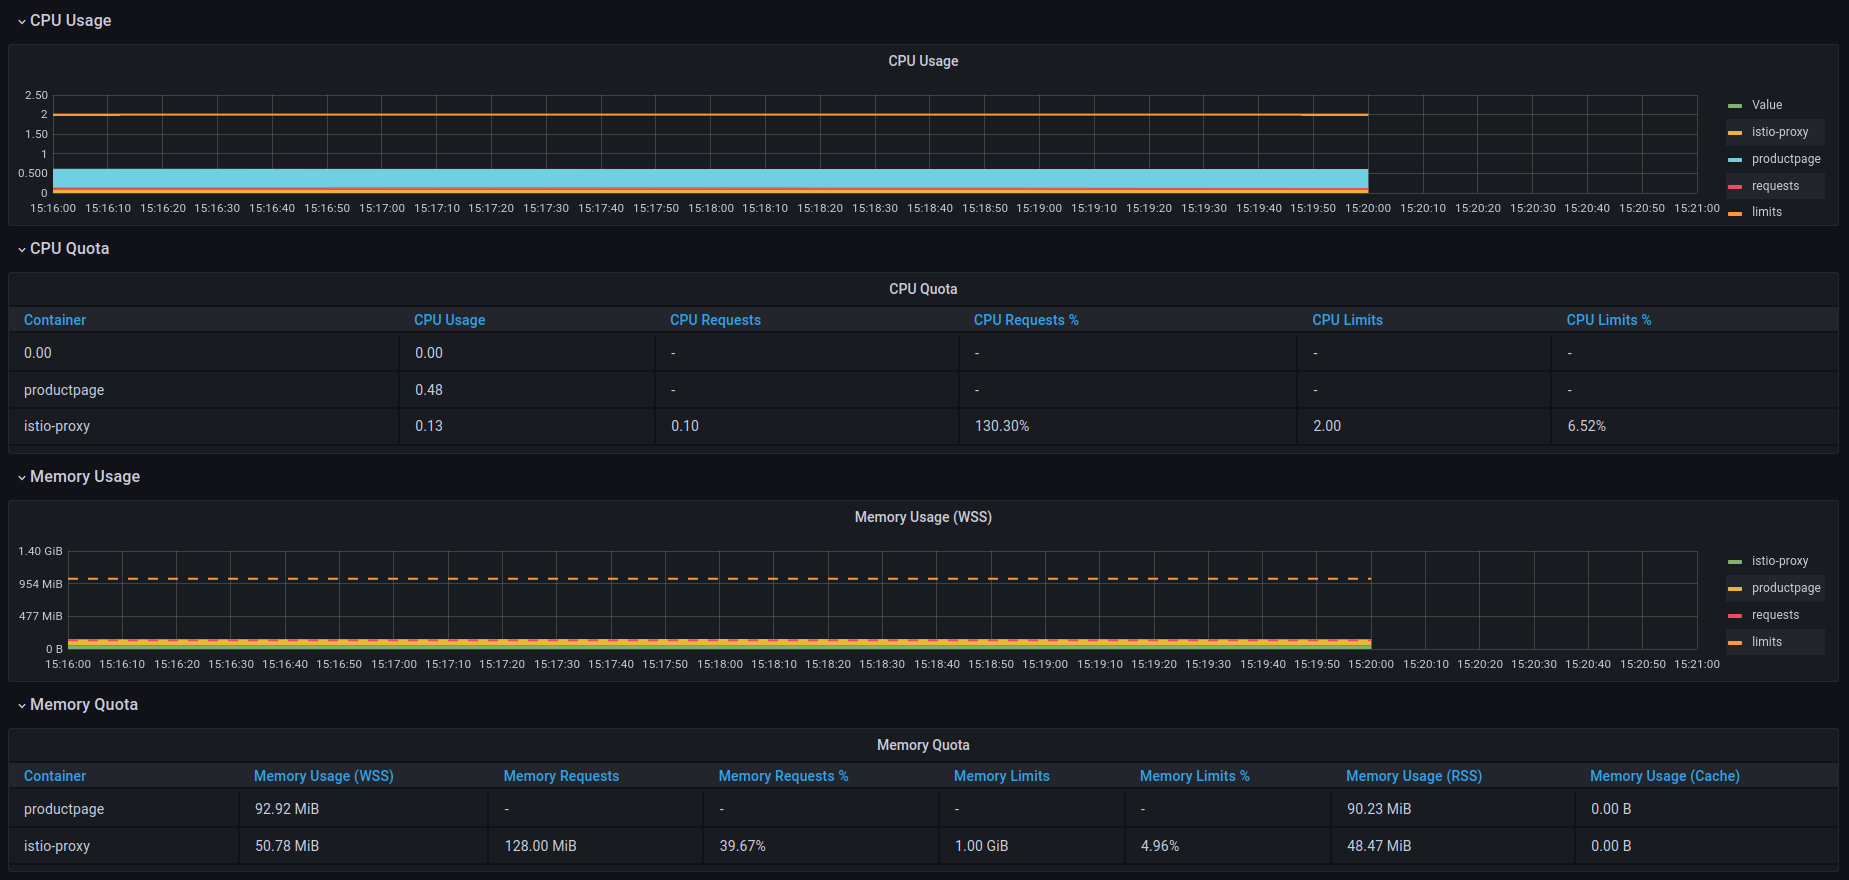 CPU Usage
CPU Usage
2.50
2
1.50
1
0.500
0
15:16:00 15:16:10 15:16:20 15:16:30 15:16:40 15:16:50 15:17:00 15:17:10 15:17:20 15:17:30 15:17:40 15:17:50 15:18:00 15:18:10 15:18:20 15:18:30 15:18:40 15:18:50 15:19:00 15:19:10 15:19:20 15:19:30 15:19:40 15:19:50 15:20:00 15:20:10 15:20:20 15:20:30 15:20:40 15:20:50 15:21:00
Value
istio-proxy
productpage
requests
limits
CPU Quota
CPU Quota
Container CPU Usage CPU Requests CPU Requests % CPU Limits CPU Limits %
0.00 0.00 - - - -
productpage 0.48 - - - -
istio-proxy 0.13 0.10 130.30% 2.00 6.52%
Memory Usage
Memory Usage (WSS)
1.40 GiB
954 MiB
477 MiB
0 B
15:16:00 15:16:10 15:16:20 15:16:30 15:16:40 15:16:50 15:17:00 15:17:10 15:17:20 15:17:30 15:17:40 15:17:50 15:18:00 15:18:10 15:18:20 15:18:30 15:18:40 15:18:50 15:19:00 15:19:10 15:19:20 15:19:30 15:19:40 15:19:50 15:20:00 15:20:10 15:20:20 15:20:30 15:20:40 15:20:50 15:21:00
istio-proxy
productpage
requests
limits
Memory Quota
Memory Quota
Container Memory Usage (WSS) Memory Requests Memory Requests % Memory Limits Memory Limits % Memory Usage (RSS) Memory Usage (Cache)
productpage 92.92 MiB - - - - 90.23 MiB 0.00 B
istio-proxy 50.78 MiB 128.00 MiB 39.67% 1.00 GiB 4.96% 48.47 MiB 0.00 B